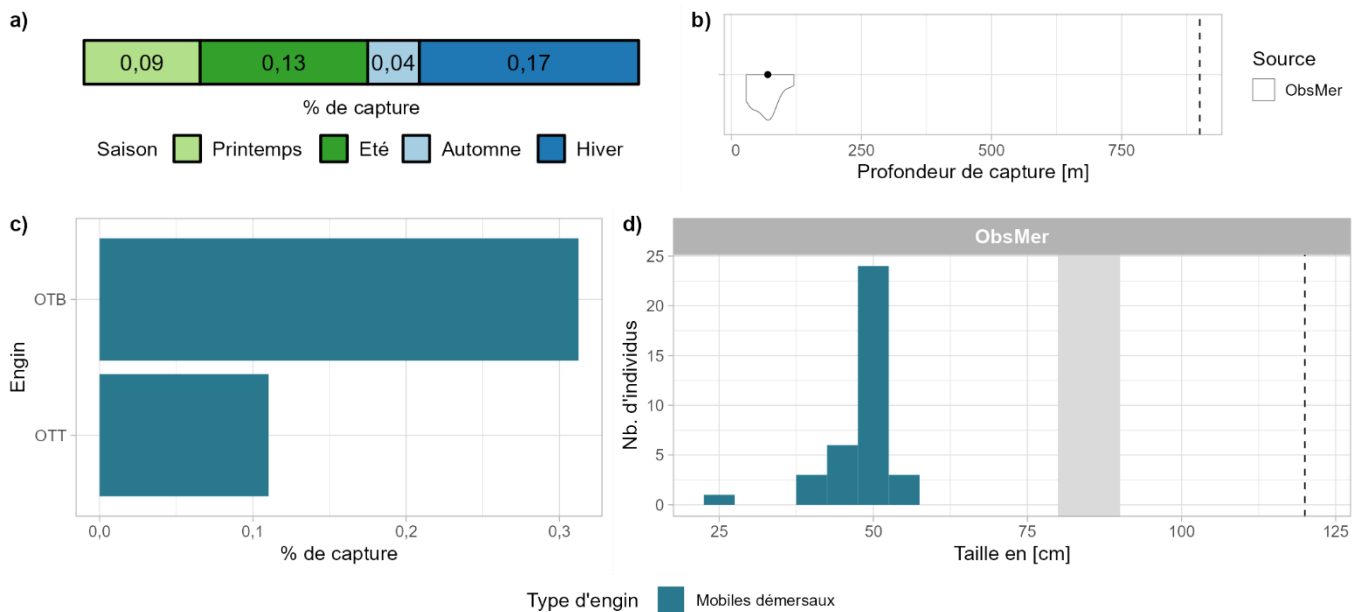 a)
0,09 0,13 0,04 0,17
% de capture
Saison Printemps Eté Automne Hiver
b)
0 250 500 750
Profondeur de capture [m]
Source
ObsMer
c)
Engin
OTB
OTT
0,0 0,1 0,2 0,3
% de capture
d)
ObsMer
Nb. d'individus
25
20
15
10
5
0
25 50 75 100 125
Taille en [cm]
Type d'engin Mobiles démersaux